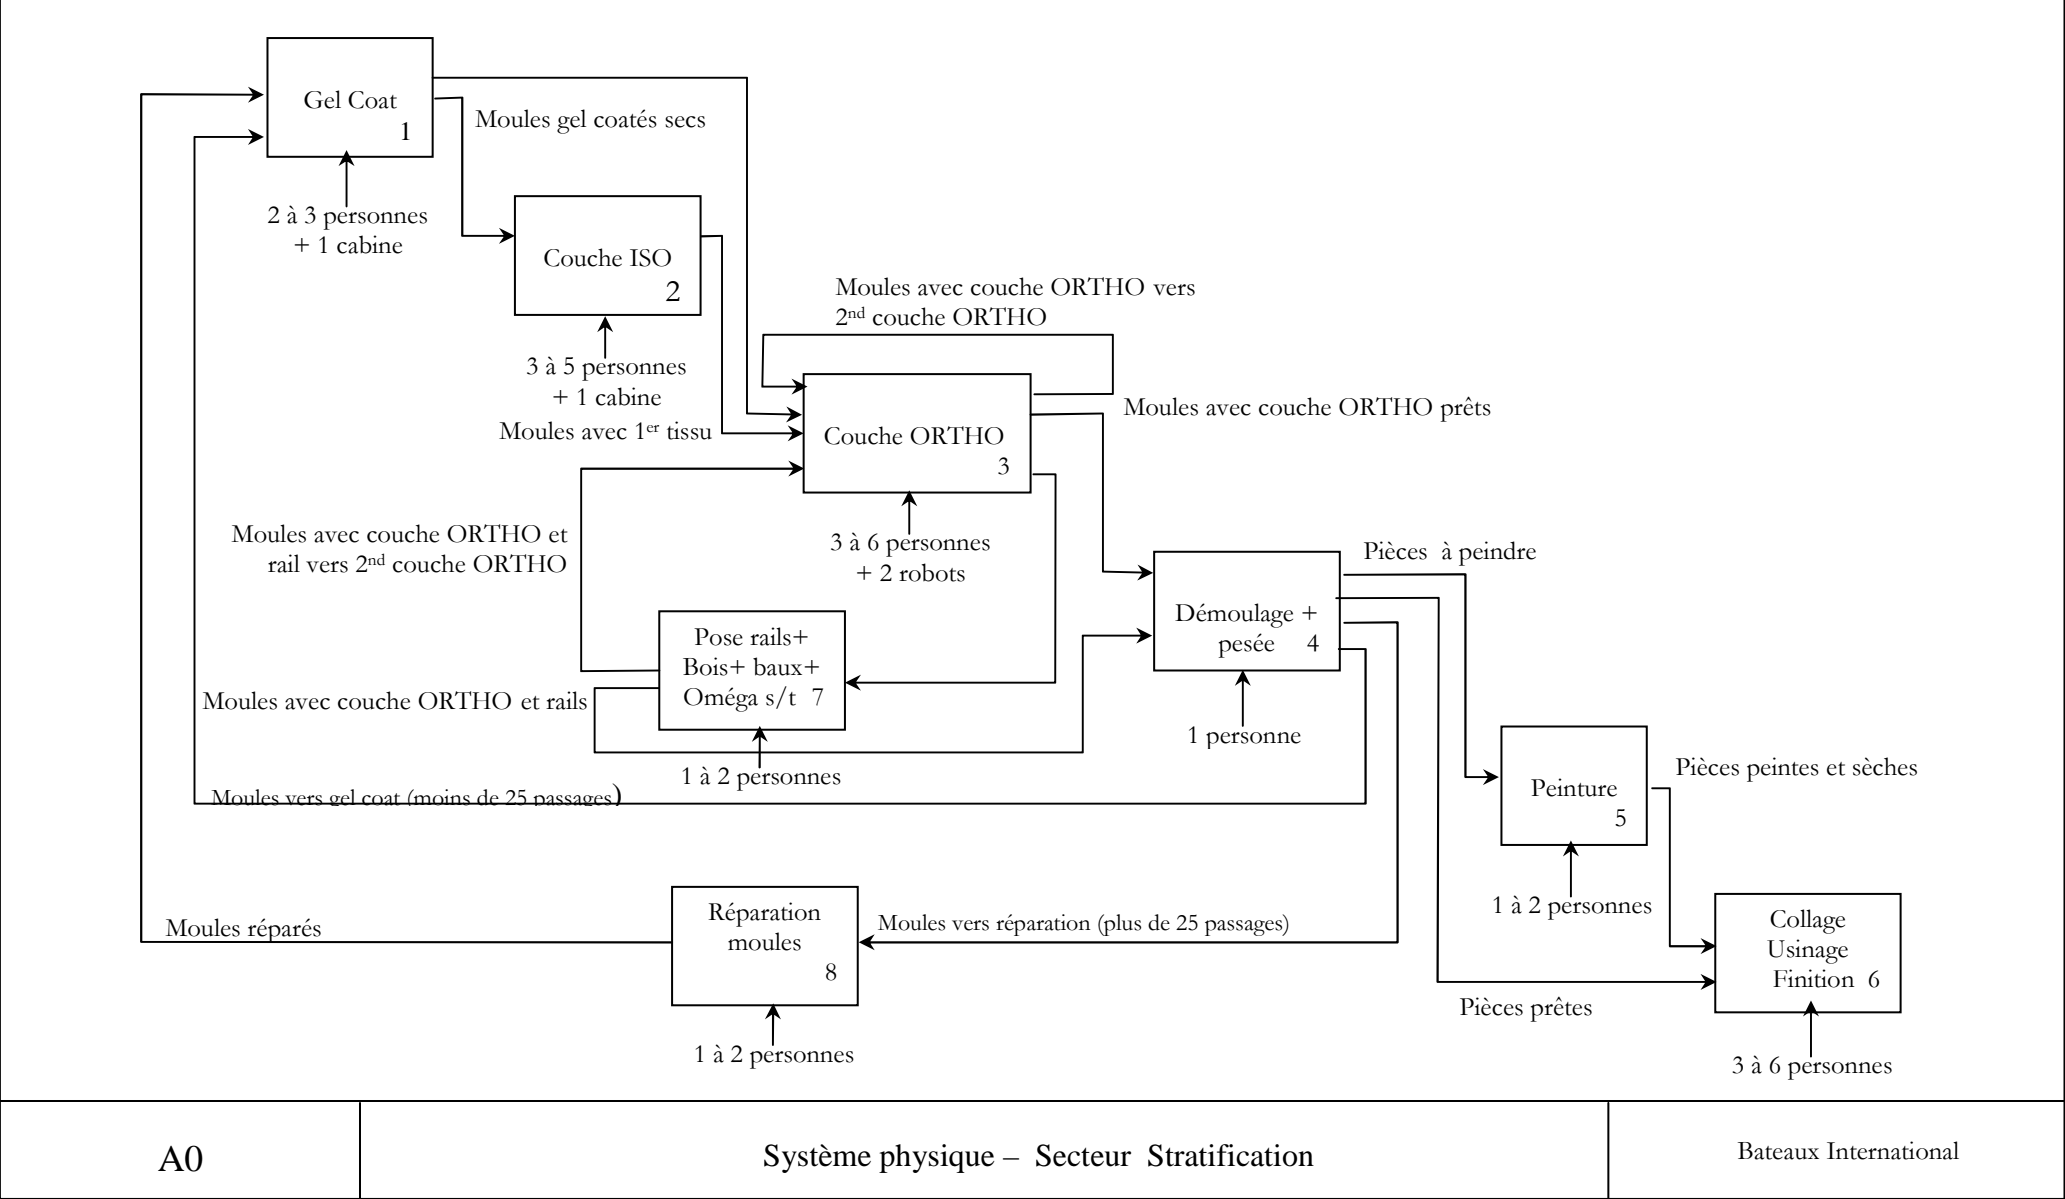 Gel Coat
1
Moules gel coatés secs
2 à 3 personnes
+ 1 cabine
Couche ISO
2
3 à 5 personnes
+ 1 cabine
Moules avec 1er tissu
Moules avec couche ORTHO vers
2nd couche ORTHO
Couche ORTHO
3
Moules avec couche ORTHO prêts
3 à 6 personnes
+ 2 robots
Moules avec couche ORTHO et
rail vers 2nd couche ORTHO
Pose rails+
Bois+ baux+
Oméga s/t 7
Moules avec couche ORTHO et rails
1 à 2 personnes
Démoulage +
pesée 4
1 personne
Pièces à peindre
Moules vers gel coat (moins de 25 passages)
Peinture
5
Pièces peintes et sèches
1 à 2 personnes
Réparation
moules
8
Moules réparés
Moules vers réparation (plus de 25 passages)
1 à 2 personnes
Collage
Usinage
Finition 6
Pièces prêtes
3 à 6 personnes
A0
Système physique – Secteur Stratification
Bateaux International